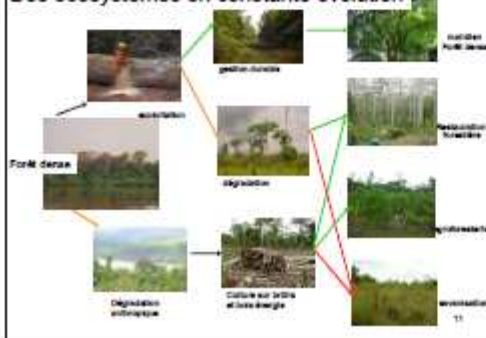 Des écosystèmes en constante évolution
gestion durable
maintien
Forêt dense
exploitation
Restauration
forestière
Forêt dense
dégradation
agroforesterie
Dégradation
anthropique
Culture sur brûlis
et bois énergie
savanisation
11